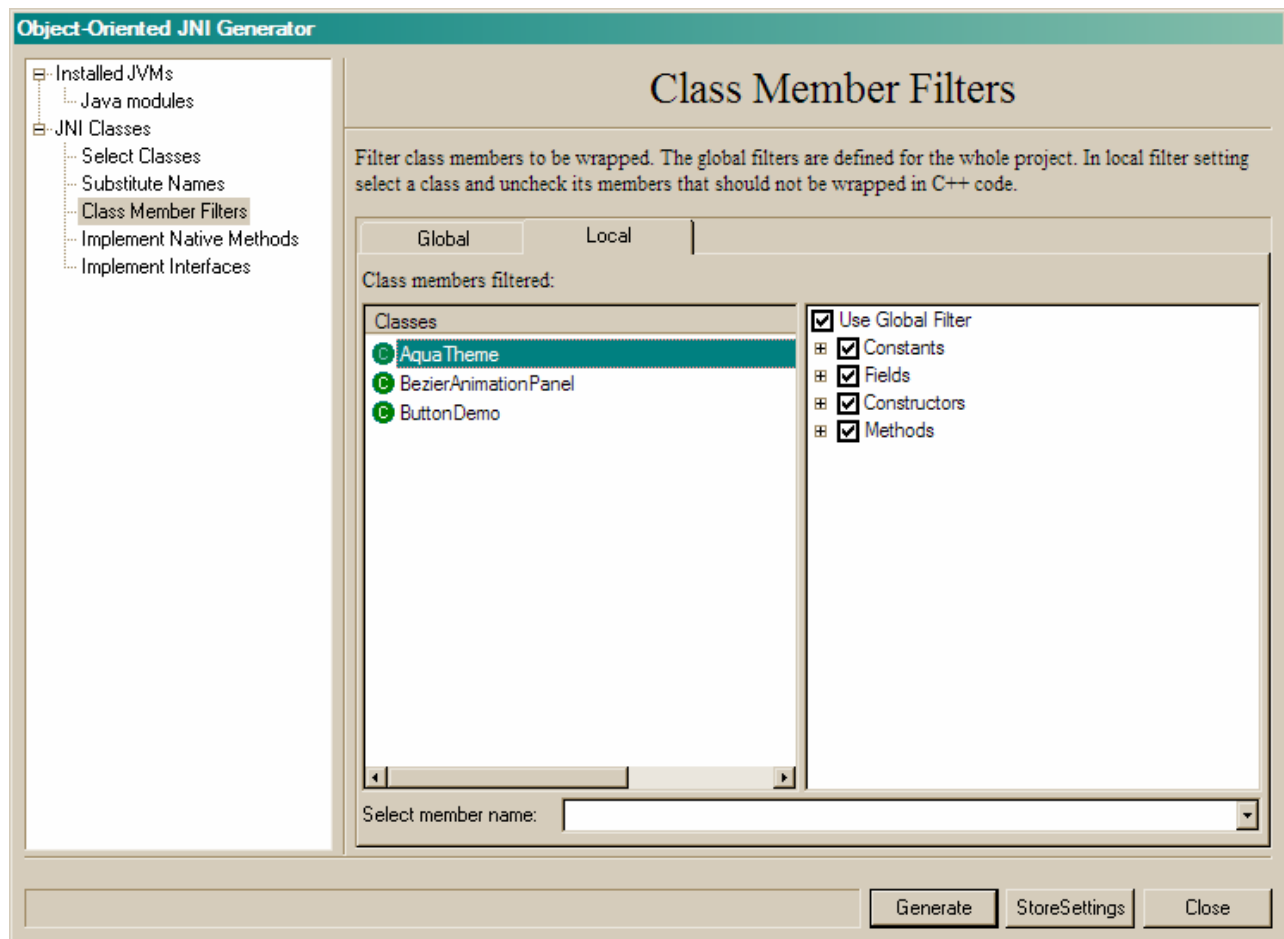 Object-Oriented JNI Generator
Installed JVMs
Java modules
JNI Classes
Select Classes
Substitute Names
Class Member Filters
Implement Native Methods
Implement Interfaces
Class Member Filters
Filter class members to be wrapped. The global filters are defined for the whole project. In local filter setting
select a class and uncheck its members that should not be wrapped in C++ code.
Global Local
Class members filtered:
Classes
C AquaTheme
C BezierAnimationPanel
C ButtonDemo
Use Global Filter
Constants
Fields
Constructors
Methods
Select member name:
Generate StoreSettings Close